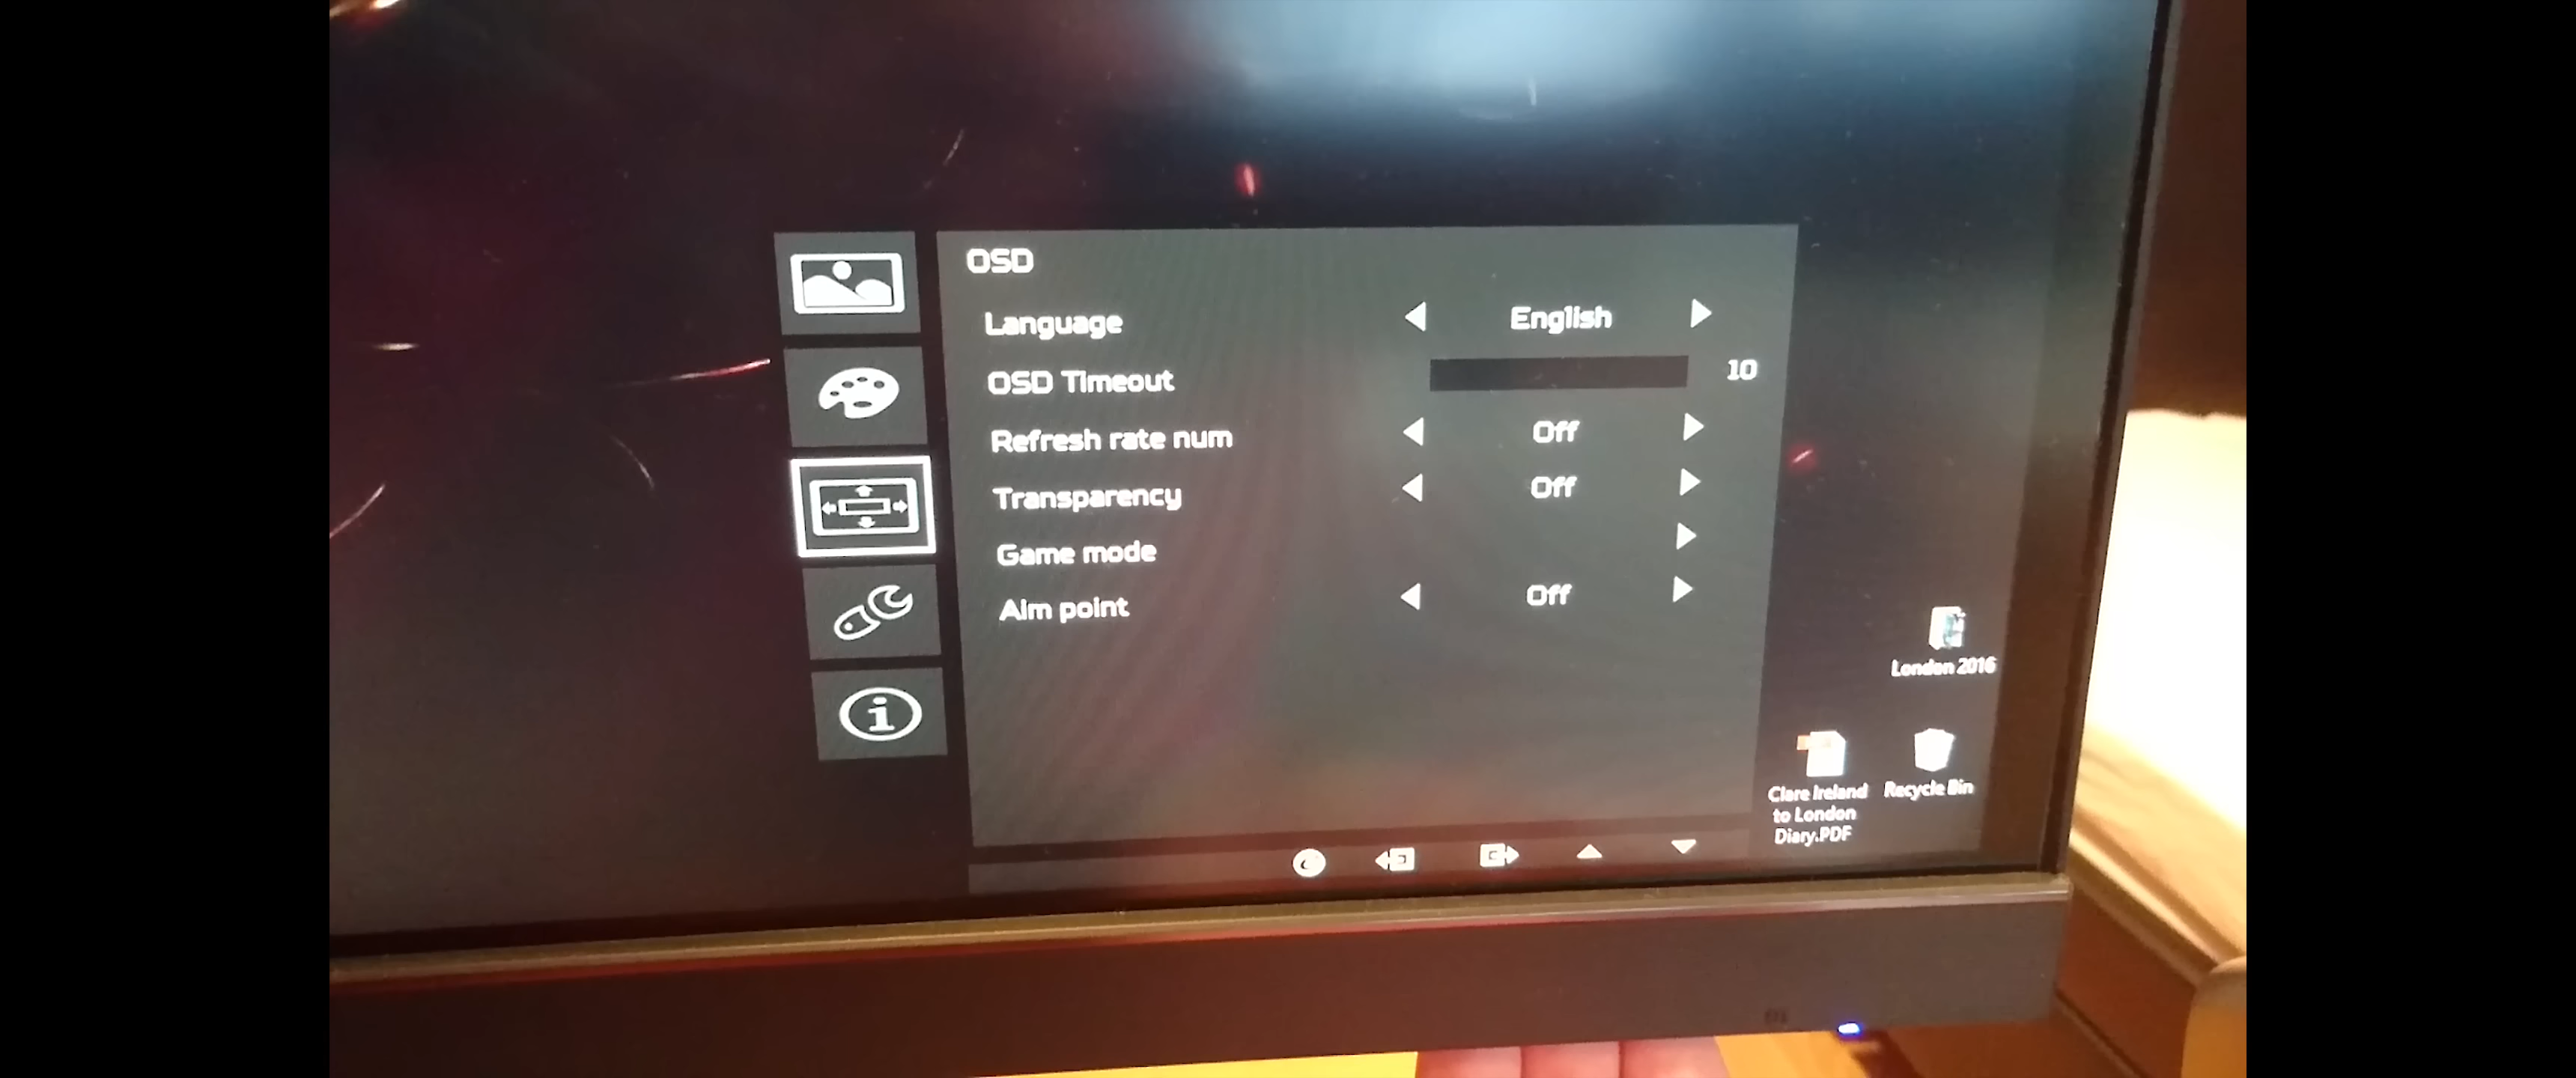 OSD
Language English
OSD Timeout 10
Refresh rate num Off
Transparency Off
Game mode
Aim point Off
London 2016
Clare Ireland
to London
Diary.PDF
Recycle Bin